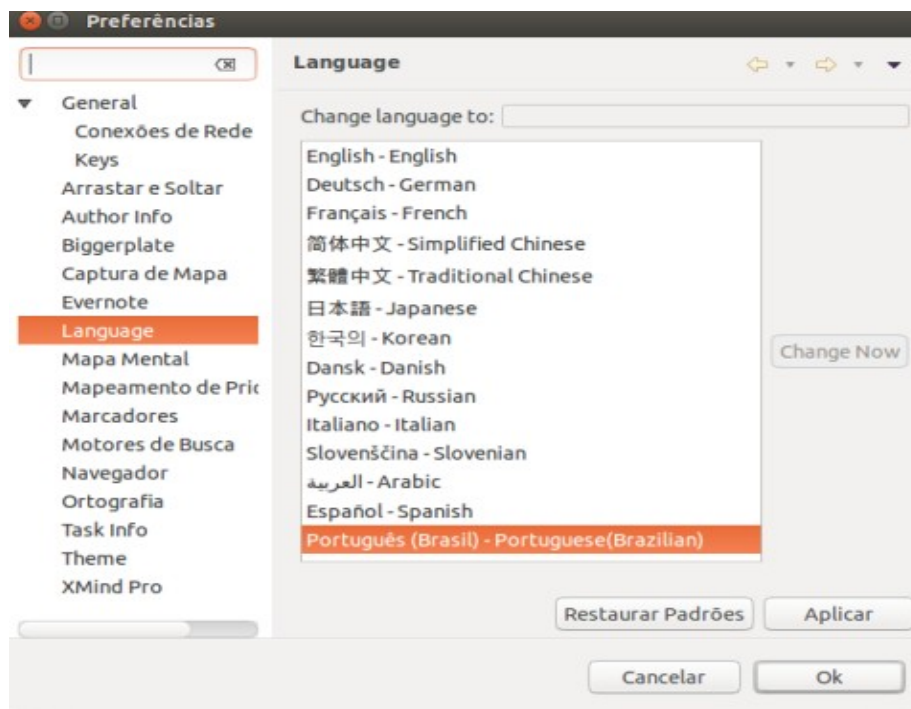 Preferências
General
Conexões de Rede
Keys
Arrastar e Soltar
Author Info
Biggerplate
Captura de Mapa
Evernote
Language
Mapa Mental
Mapeamento de Pric
Marcadores
Motores de Busca
Navegador
Ortografia
Task Info
Theme
XMind Pro
Language
Change language to:
English - English
Deutsch - German
Français - French
简体中文 - Simplified Chinese
繁體中文 - Traditional Chinese
日本語 - Japanese
한국의 - Korean
Dansk - Danish
Русский - Russian
Italiano - Italian
Slovenščina - Slovenian
العربية - Arabic
Español - Spanish
Português (Brasil) - Portuguese(Brazilian)
Change Now
Restaurar Padrões
Aplicar
Cancelar
Ok